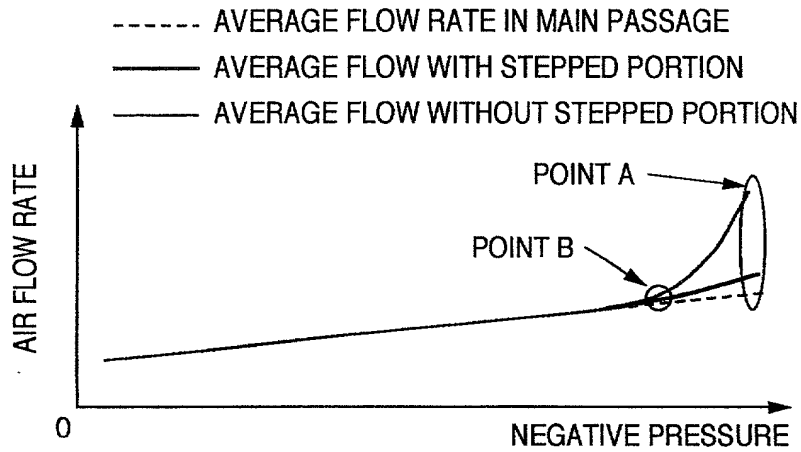 AVERAGE FLOW RATE IN MAIN PASSAGE
AVERAGE FLOW WITH STEPPED PORTION
AVERAGE FLOW WITHOUT STEPPED PORTION
POINT A
POINT B
AIR FLOW RATE
0
NEGATIVE PRESSURE